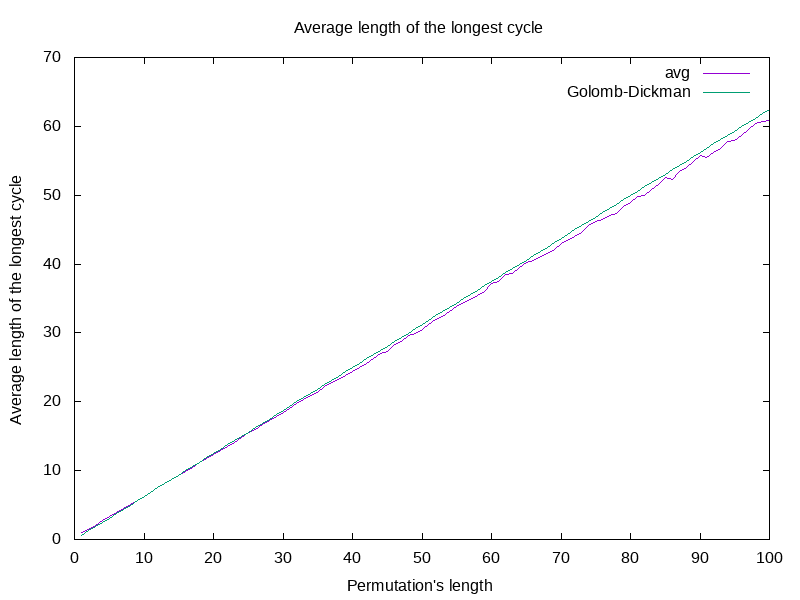 Average length of the longest cycle
avg
Golomb-Dickman
70
60
50
40
30
20
10
0
Average length of the longest cycle
0 10 20 30 40 50 60 70 80 90 100
Permutation's length